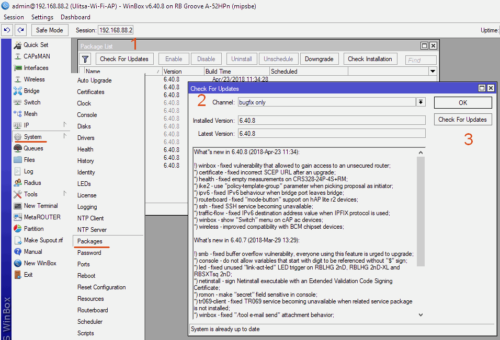 admin@192.168.88.2 (Ulitsa-Wi-Fi-AP) - WinBox v6.40.8 on RB Groove A-52HPn (mipsbe)
Session Settings Dashboard
Safe Mode Session: 192.168.88.2 Uptime
Quick Set
CAPsMAN
Interfaces
Wireless
Bridge
Switch
Mesh
IP
System
Queues
Files
Log
Radius
Tools
New Terminal
MetaROUTER
Partition
Make Supout.rif
Manual
New WinBox
Exit
S WinBox
Auto Upgrade
Certificates
Clock
Console
Disks
Drivers
Health
History
Identity
LEDs
License
Logging
NTP Client
NTP Server
Packages
Password
Ports
Reboot
Reset Configuration
Resources
Routerboard
Scheduler
Scripts
Package List
1
Check For Updates Enable Disable Uninstall Unschedule Downgrade Check Installation Find
Name Version Build Time Scheduled
6.40.8 Apr/23/2018 11:34:28
6.40.8
6.40.8
6.40.8
6.40.8
6.40.8
6.40.8
6.40.8
6.40.8
Check For Updates
2 Channel: bugfix only OK
Installed Version: 6.40.8 Check For Updates
Latest Version: 6.40.8
3
What's new in 6.40.8 (2018-Apr-23 11:34):
*) winbox - fixed vulnerability that allowed to gain access to an unsecured router;
*) certificate - fixed incorrect SCEP URL after an upgrade;
*) health - fixed empty measurements on CRS328-24P-4S+RM;
*) ike2 - use "policy-template-group" parameter when picking proposal as initiator;
*) ipv6 - fixed IPv6 behaviour when bridge port leaves bridge;
*) routerboard - fixed "mode-button" support on hAP lite r2 devices;
*) ssh - fixed SSH service becoming unavailable;
*) traffic-flow - fixed IPv6 destination address value when IPFIX protocol is used;
*) winbox - show "Switch" menu on cAP ac devices;
*) wireless - improved compatibility with BCM chipset devices;
What's new in 6.40.7 (2018-Mar-29 13:29):
*) smb - fixed buffer overflow vulnerability, everyone using this feature is urged to upgrade;
*) console - do not allow variables that start with digit to be referenced without "$" sign;
*) led - fixed unused "link-act-led" LED trigger on RBLHG 2nD, RBLHG 2nD-XL and
RBSXTsq 2nD;
*) netinstall - sign Netinstall executable with an Extended Validation Code Signing
Certificate;
*) romon - make "secret" field sensitive in console;
*) tr069-client - fixed TR069 service becoming unavailable when related service package
is not installed;
*) winbox - fixed "/tool e-mail send" attachment behavior;
System is already up to date